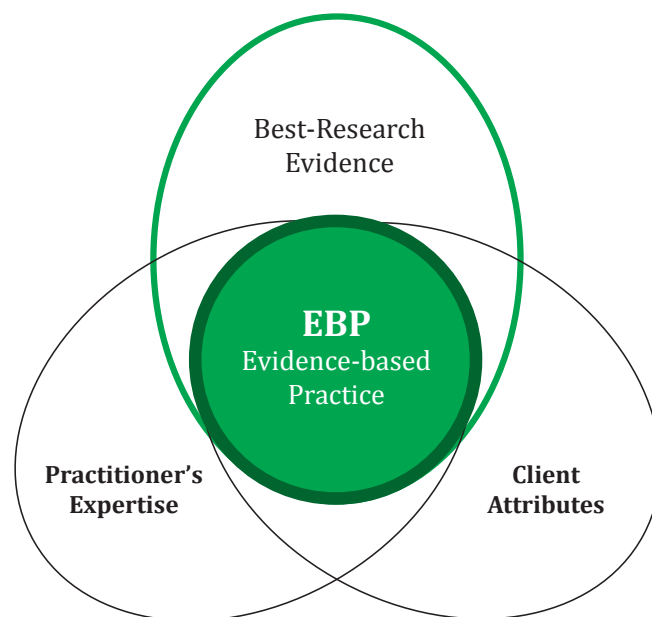 Best-Research
Evidence
EBP
Evidence-based
Practice
Practitioner’s
Expertise
Client
Attributes